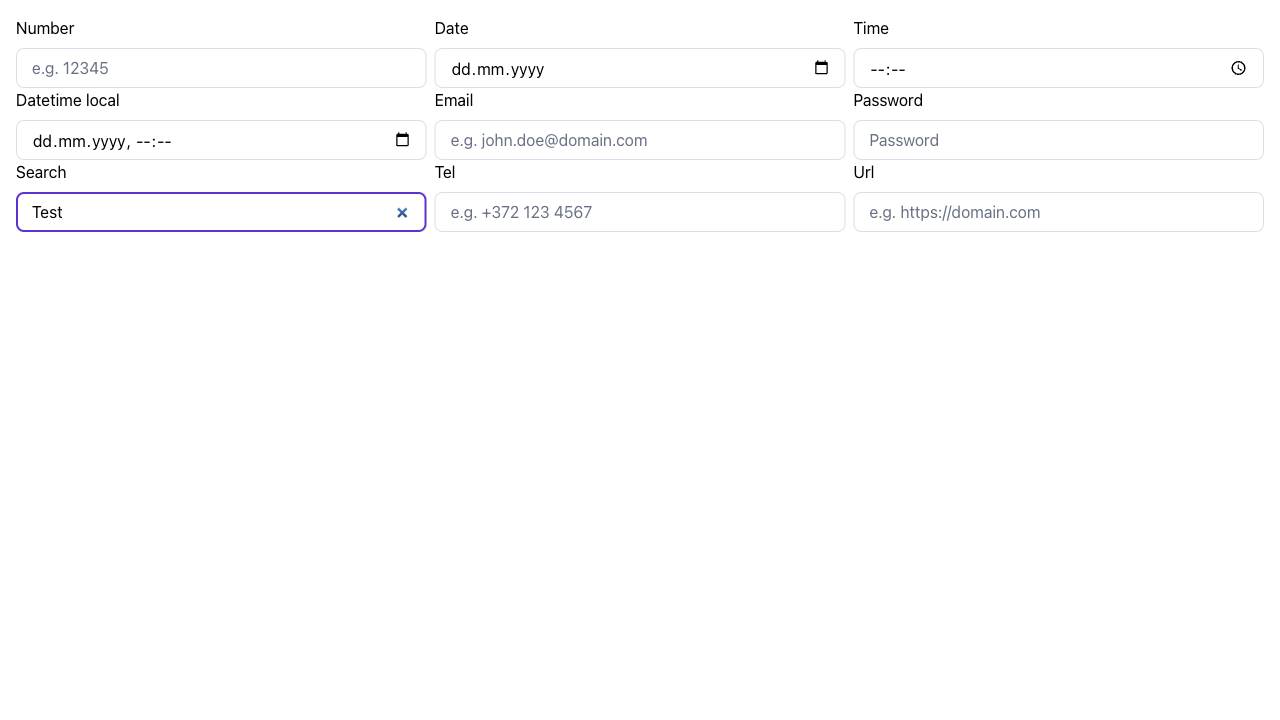 Number Date Time
e.g. 12345 dd.mm.yyyy --:--
Datetime local Email Password
dd.mm.yyyy, --:-- e.g. john.doe@domain.com Password
Search Tel Url
Test e.g. +372 123 4567 e.g. https://domain.com